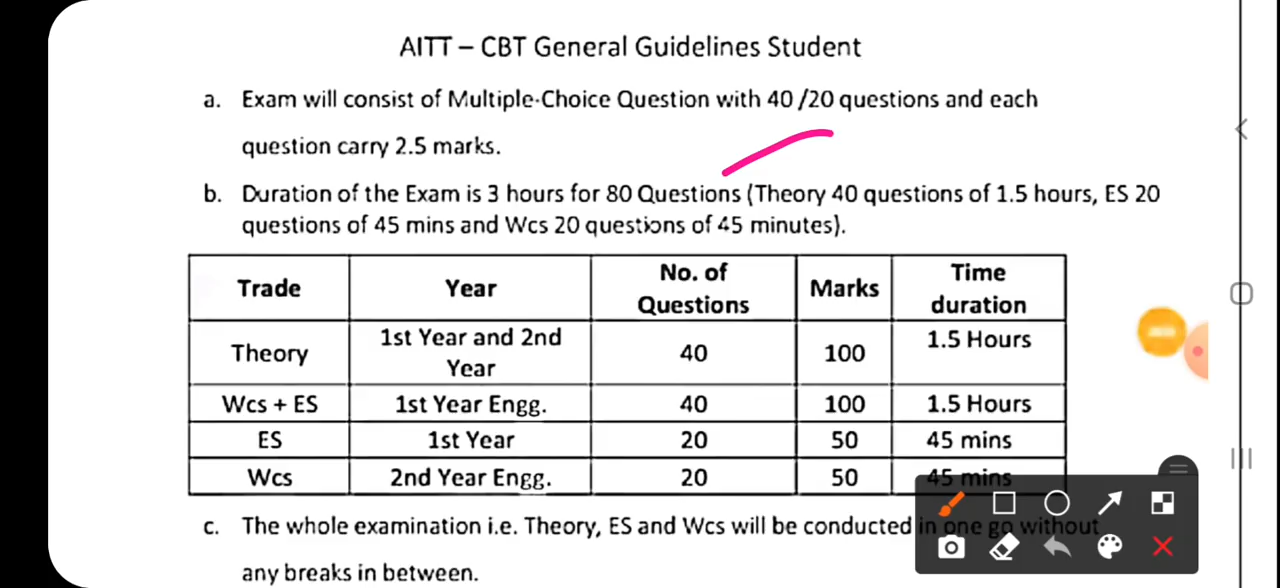 AITT – CBT General Guidelines Student
a. Exam will consist of Multiple-Choice Question with 40 /20 questions and each
question carry 2.5 marks.
b. Duration of the Exam is 3 hours for 80 Questions (Theory 40 questions of 1.5 hours, ES 20
questions of 45 mins and Wcs 20 questions of 45 minutes).
Trade Year No. of Questions Marks Time duration
Theory 1st Year and 2nd Year 40 100 1.5 Hours
Wcs + ES 1st Year Engg. 40 100 1.5 Hours
ES 1st Year 20 50 45 mins
Wcs 2nd Year Engg. 20 50 45 mins
c. The whole examination i.e. Theory, ES and Wcs will be conducted in one go without
any breaks in between.